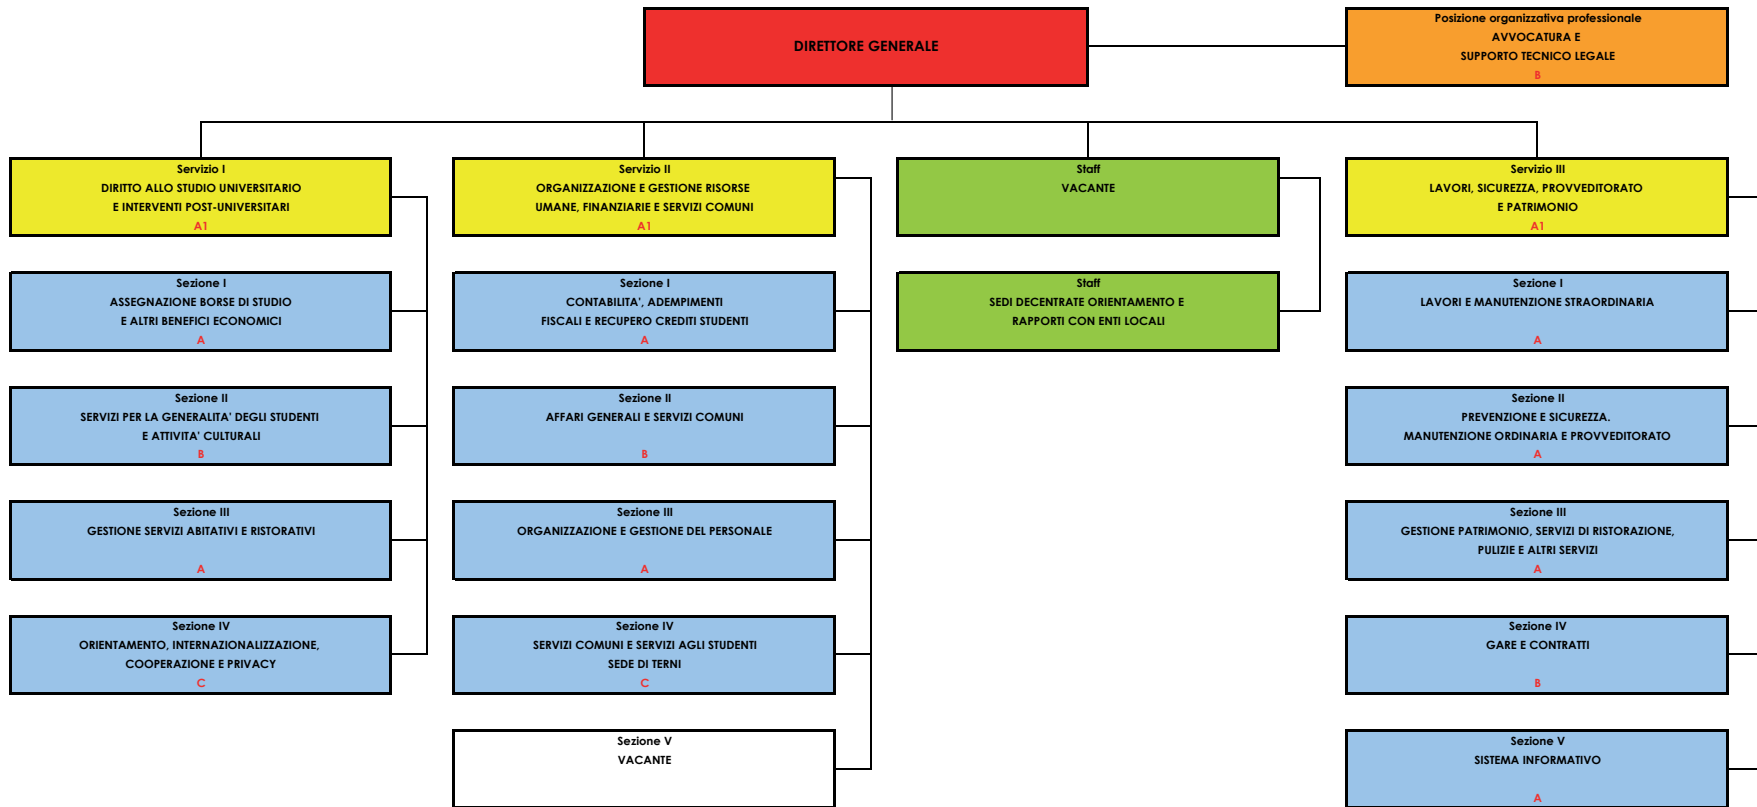 DIRETTORE GENERALE
Posizione organizzativa professionale
AVVOCATURA E
SUPPORTO TECNICO LEGALE
B
Servizio I
DIRITTO ALLO STUDIO UNIVERSITARIO
E INTERVENTI POST-UNIVERSITARI
A1
Sezione I
ASSEGNAZIONE BORSE DI STUDIO
E ALTRI BENEFICI ECONOMICI
A
Sezione II
SERVIZI PER LA GENERALITA' DEGLI STUDENTI
E ATTIVITA' CULTURALI
B
Sezione III
GESTIONE SERVIZI ABITATIVI E RISTORATIVI
A
Sezione IV
ORIENTAMENTO, INTERNAZIONALIZZAZIONE,
COOPERAZIONE E PRIVACY
C
Servizio II
ORGANIZZAZIONE E GESTIONE RISORSE
UMANE, FINANZIARIE E SERVIZI COMUNI
A1
Sezione I
CONTABILITA', ADEMPIMENTI
FISCALI E RECUPERO CREDITI STUDENTI
A
Sezione II
AFFARI GENERALI E SERVIZI COMUNI
B
Sezione III
ORGANIZZAZIONE E GESTIONE DEL PERSONALE
A
Sezione IV
SERVIZI COMUNI E SERVIZI AGLI STUDENTI
SEDE DI TERNI
C
Sezione V
VACANTE
Staff
VACANTE
Staff
SEDI DECENTRATE ORIENTAMENTO E
RAPPORTI CON ENTI LOCALI
Servizio III
LAVORI, SICUREZZA, PROVVEDITORATO
E PATRIMONIO
A1
Sezione I
LAVORI E MANUTENZIONE STRAORDINARIA
A
Sezione II
PREVENZIONE E SICUREZZA.
MANUTENZIONE ORDINARIA E PROVVEDITORATO
A
Sezione III
GESTIONE PATRIMONIO, SERVIZI DI RISTORAZIONE,
PULIZIE E ALTRI SERVIZI
A
Sezione IV
GARE E CONTRATTI
B
Sezione V
SISTEMA INFORMATIVO
A